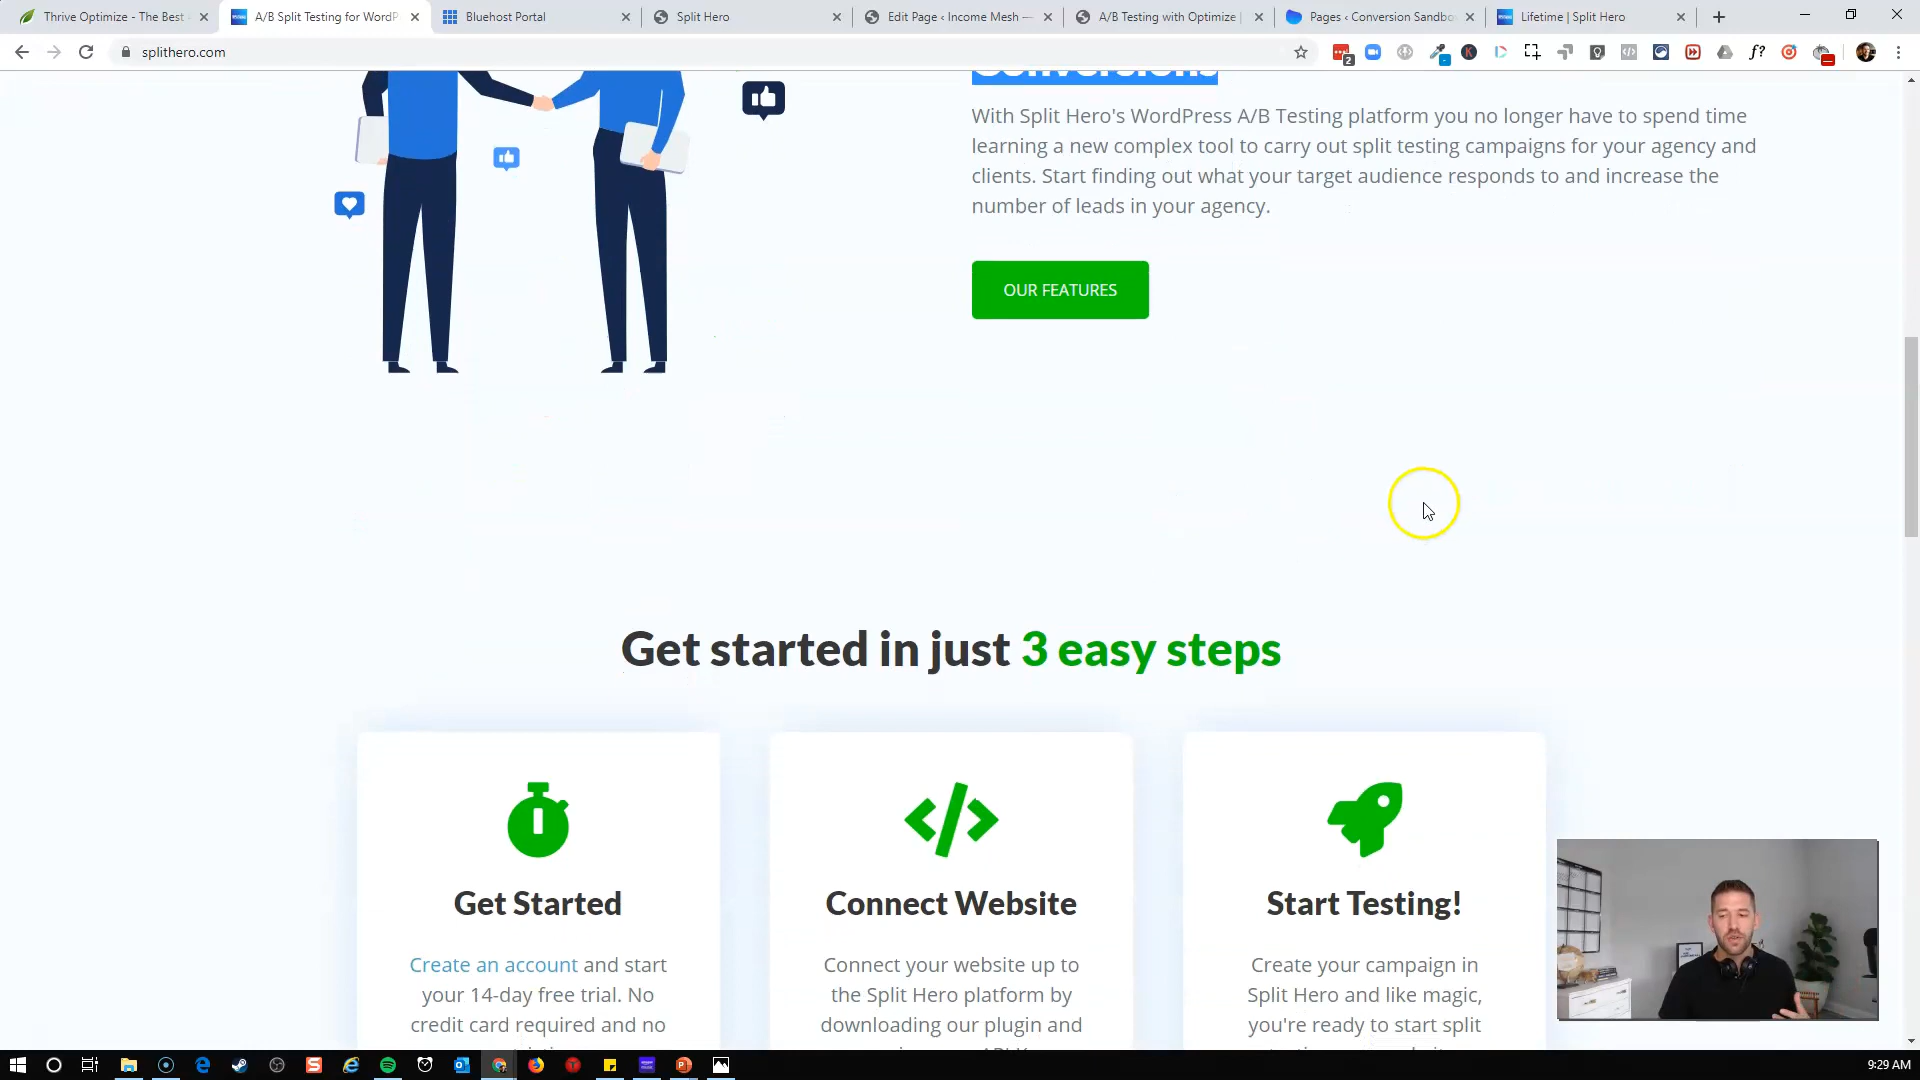 Thrive Optimize - The Best
A/B Split Testing for WordP
Bluehost Portal
Split Hero
Edit Page ‹ Income Mesh —
A/B Testing with Optimize |
Pages ‹ Conversion Sandbo
Lifetime | Split Hero
splithero.com
2
f?
Conversions
With Split Hero's WordPress A/B Testing platform you no longer have to spend time
learning a new complex tool to carry out split testing campaigns for your agency and
clients. Start finding out what your target audience responds to and increase the
number of leads in your agency.
OUR FEATURES
Get started in just 3 easy steps
Get Started
Create an account and start
your 14-day free trial. No
credit card required and no
Connect Website
Connect your website up to
the Split Hero platform by
downloading our plugin and
Start Testing!
Create your campaign in
Split Hero and like magic,
you're ready to start split
9:29 AM